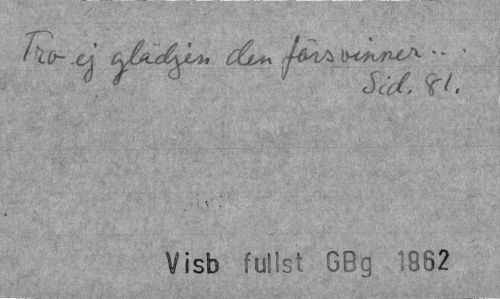 Tro ej glädjen den försvinner...
Sid. 81.
Visb fullst GBg 1862